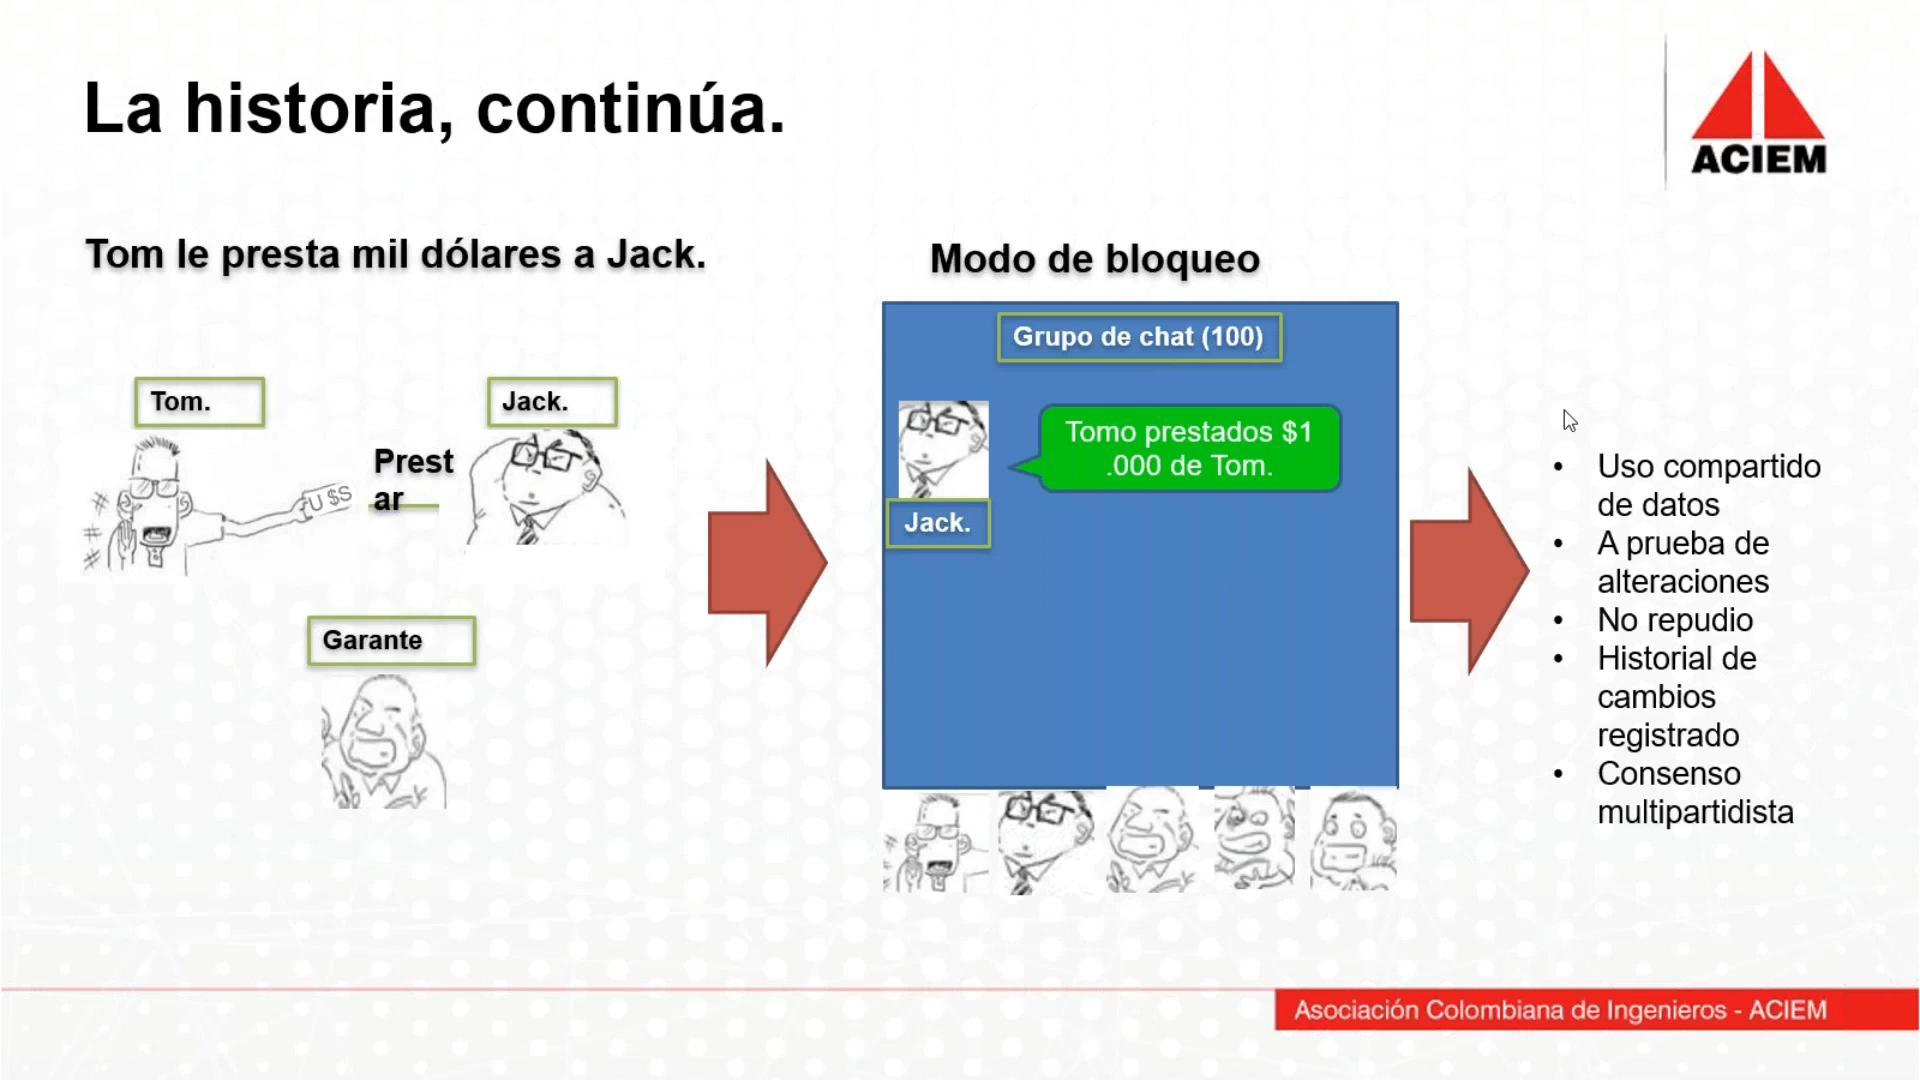 La historia, continúa.
ACIEM
Tom le presta mil dólares a Jack.
Tom.
Jack.
Prest
ar
U $S
Garante
Modo de bloqueo
Grupo de chat (100)
Tomo prestados $1
.000 de Tom.
Jack.
• Uso compartido
de datos
• A prueba de
alteraciones
• No repudio
• Historial de
cambios
registrado
• Consenso
multipartidista
Asociación Colombiana de Ingenieros - ACIEM